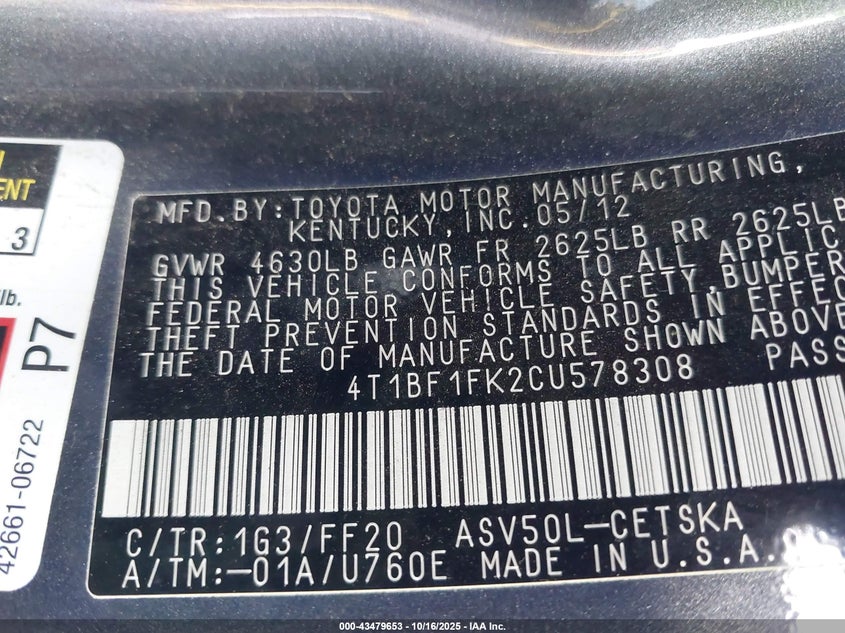 ENT
3
lb.
P7
42661-06722
MFD.BY:TOYOTA MOTOR MANUFACTURING,
KENTUCKY,INC. 05/12
GVWR 4630LB GAWR FR 2625LB RR 2625LB
THIS VEHICLE CONFORMS TO ALL APPLIC
FEDERAL MOTOR VEHICLE SAFETY,BUMPER
THEFT PREVENTION STANDARDS IN EFFEC
THE DATE OF MANUFACTURE SHOWN ABOVE
4T1BF1FK2CU578308 PASS
C/TR:1G3/FF20 ASV50L-CETSKA
A/TM:-01A/U760E MADE IN U.S.A.
000-43479653 - 10/16/2025 - IAA Inc.